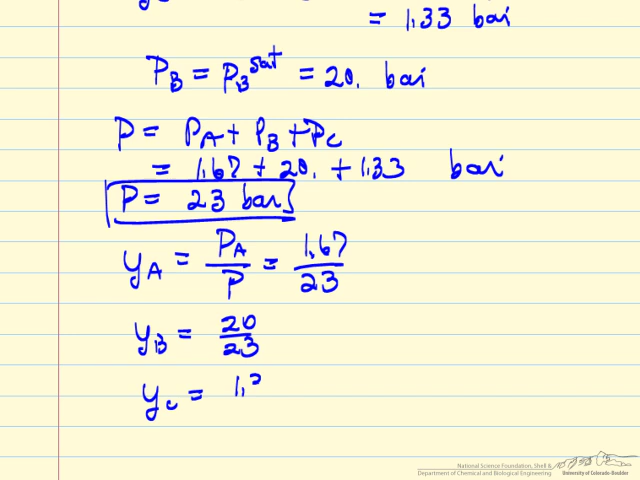 = 1.33 bar
P_B = P_B^sat = 20. bar
P = P_A + P_B + P_C
= 1.67 + 20. + 1.33 bar
P = 23 bar
y_A = P_A/P = 1.67/23
y_B = 20/23
y_C =
National Science Foundation, Shell &
Department of Chemical and Biological Engineering
University of Colorado-Boulder